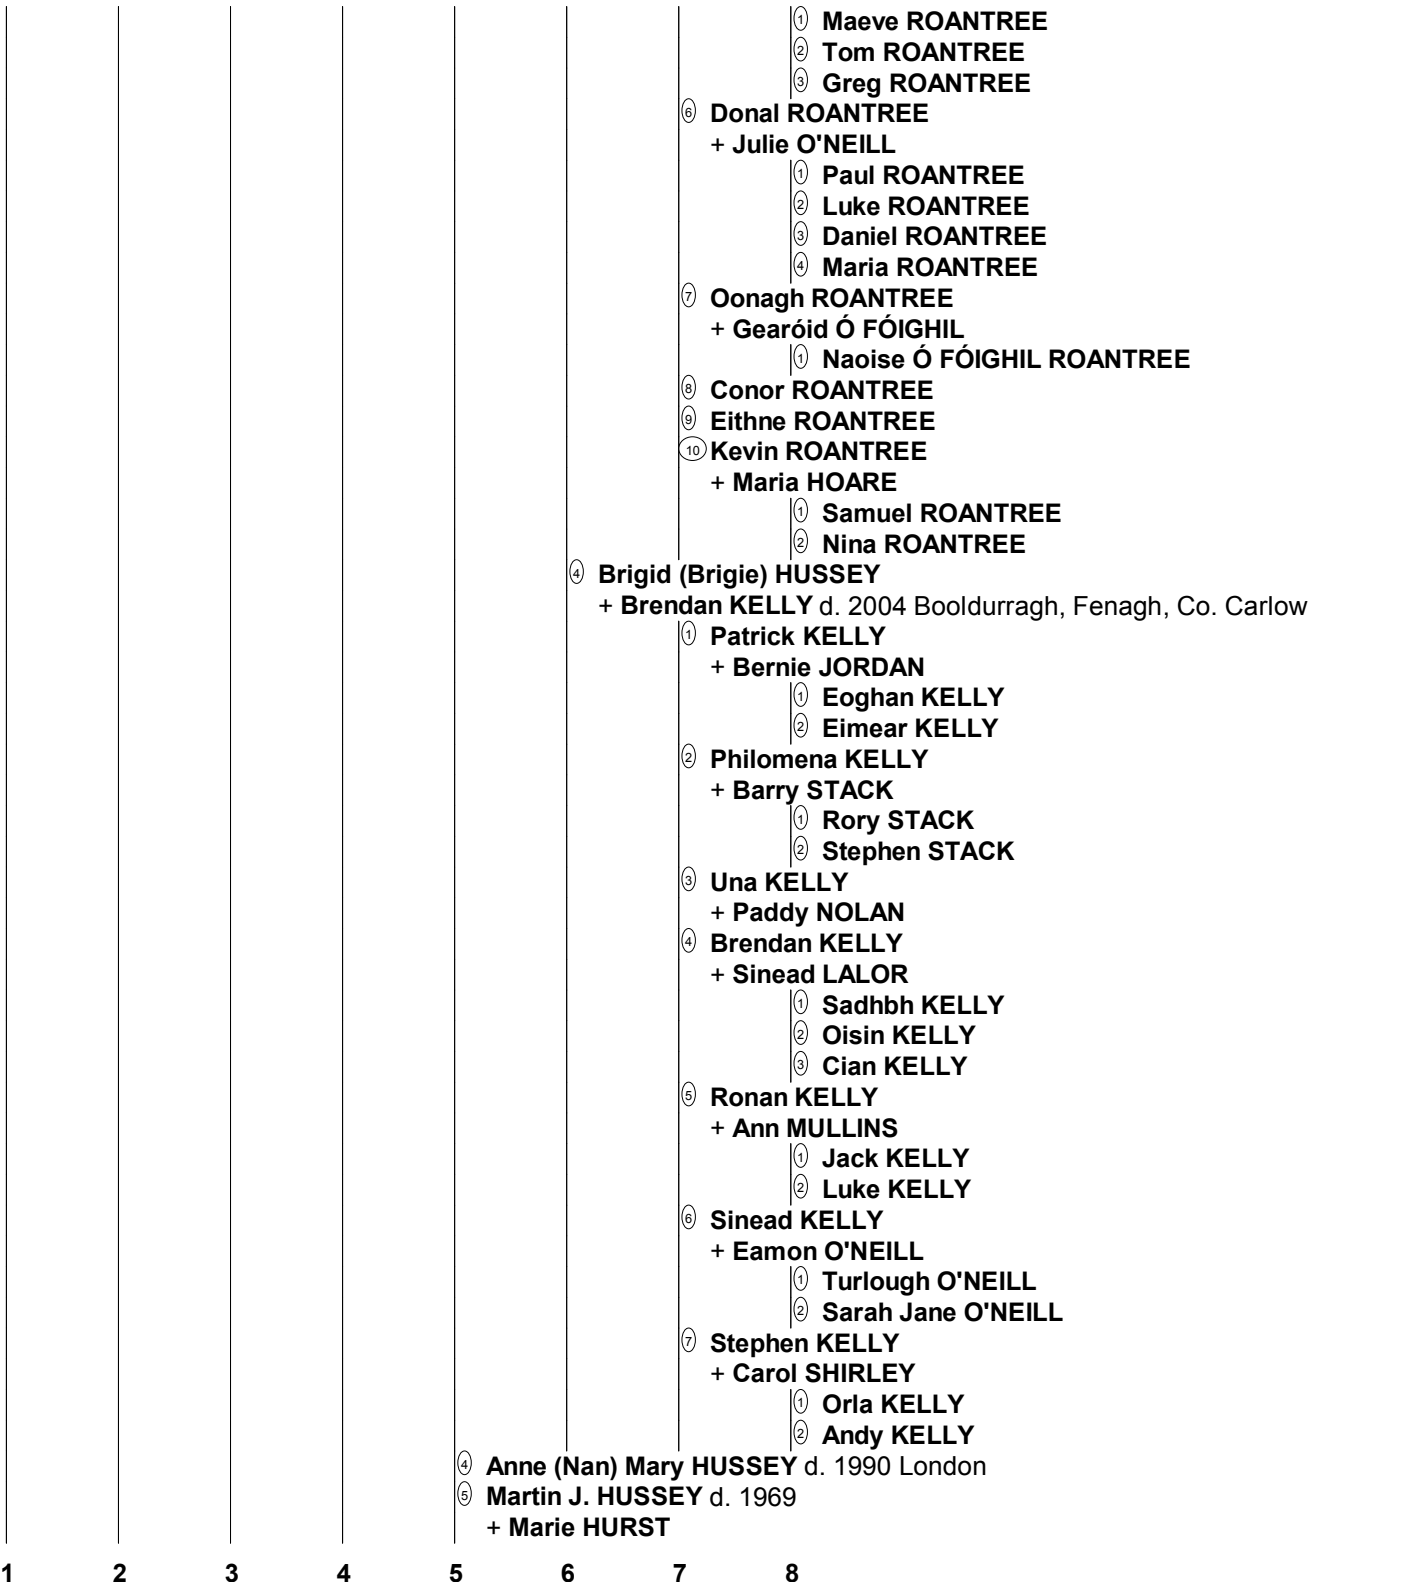 1 Maeve ROANTREE
2 Tom ROANTREE
3 Greg ROANTREE
6 Donal ROANTREE
+ Julie O'NEILL
1 Paul ROANTREE
2 Luke ROANTREE
3 Daniel ROANTREE
4 Maria ROANTREE
7 Oonagh ROANTREE
+ Gearóid Ó FÓIGHIL
1 Naoise Ó FÓIGHIL ROANTREE
8 Conor ROANTREE
9 Eithne ROANTREE
10 Kevin ROANTREE
+ Maria HOARE
1 Samuel ROANTREE
2 Nina ROANTREE
4 Brigid (Brigie) HUSSEY
+ Brendan KELLY d. 2004 Booldurragh, Fenagh, Co. Carlow
1 Patrick KELLY
+ Bernie JORDAN
1 Eoghan KELLY
2 Eimear KELLY
2 Philomena KELLY
+ Barry STACK
1 Rory STACK
2 Stephen STACK
3 Una KELLY
+ Paddy NOLAN
4 Brendan KELLY
+ Sinead LALOR
1 Sadhbh KELLY
2 Oisin KELLY
3 Cian KELLY
5 Ronan KELLY
+ Ann MULLINS
1 Jack KELLY
2 Luke KELLY
6 Sinead KELLY
+ Eamon O'NEILL
1 Turlough O'NEILL
2 Sarah Jane O'NEILL
7 Stephen KELLY
+ Carol SHIRLEY
1 Orla KELLY
2 Andy KELLY
4 Anne (Nan) Mary HUSSEY d. 1990 London
5 Martin J. HUSSEY d. 1969
+ Marie HURST
1 2 3 4 5 6 7 8